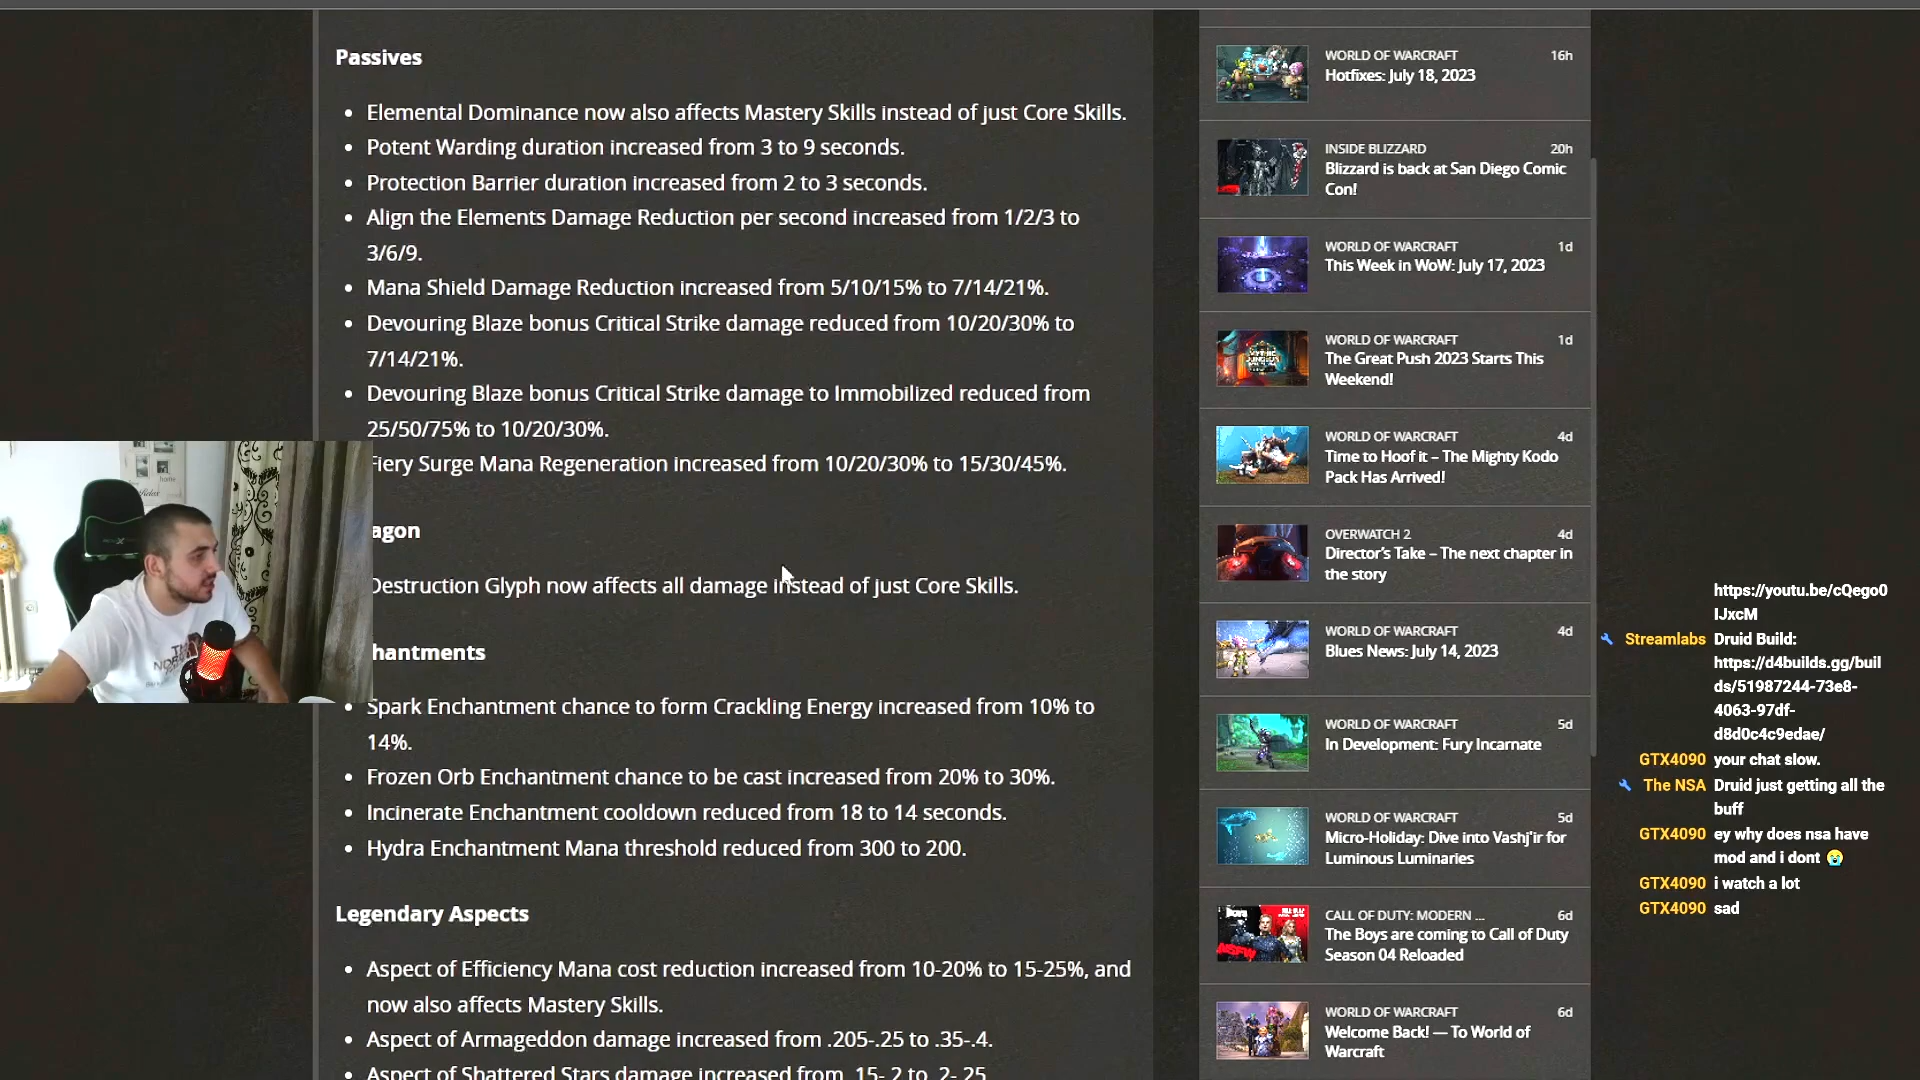 Passives
Elemental Dominance now also affects Mastery Skills instead of just Core Skills.
Potent Warding duration increased from 3 to 9 seconds.
Protection Barrier duration increased from 2 to 3 seconds.
Align the Elements Damage Reduction per second increased from 1/2/3 to
3/6/9.
Mana Shield Damage Reduction increased from 5/10/15% to 7/14/21%.
Devouring Blaze bonus Critical Strike damage reduced from 10/20/30% to
7/14/21%.
Devouring Blaze bonus Critical Strike damage to Immobilized reduced from
25/50/75% to 10/20/30%.
Fiery Surge Mana Regeneration increased from 10/20/30% to 15/30/45%.
agon
Destruction Glyph now affects all damage instead of just Core Skills.
hantments
Spark Enchantment chance to form Crackling Energy increased from 10% to
14%.
Frozen Orb Enchantment chance to be cast increased from 20% to 30%.
Incinerate Enchantment cooldown reduced from 18 to 14 seconds.
Hydra Enchantment Mana threshold reduced from 300 to 200.
Legendary Aspects
Aspect of Efficiency Mana cost reduction increased from 10-20% to 15-25%, and
now also affects Mastery Skills.
Aspect of Armageddon damage increased from .205-.25 to .35-.4.
Aspect of Shattered Stars damage increased from .15-.2 to .2-.25
WORLD OF WARCRAFT 16h
Hotfixes: July 18, 2023
INSIDE BLIZZARD 20h
Blizzard is back at San Diego Comic
Con!
WORLD OF WARCRAFT 1d
This Week in WoW: July 17, 2023
WORLD OF WARCRAFT 1d
The Great Push 2023 Starts This
Weekend!
WORLD OF WARCRAFT 4d
Time to Hoof it – The Mighty Kodo
Pack Has Arrived!
OVERWATCH 2 4d
Director's Take – The next chapter in
the story
WORLD OF WARCRAFT 4d
Blues News: July 14, 2023
WORLD OF WARCRAFT 5d
In Development: Fury Incarnate
WORLD OF WARCRAFT 5d
Micro-Holiday: Dive into Vashj'ir for
Luminous Luminaries
CALL OF DUTY: MODERN ... 6d
The Boys are coming to Call of Duty
Season 04 Reloaded
WORLD OF WARCRAFT 6d
Welcome Back! — To World of
Warcraft
https://youtu.be/cQego0
IJxcM
Streamlabs Druid Build:
https://d4builds.gg/buil
ds/51987244-73e8-
4063-97df-
d8d0c4c9edae/
GTX4090 your chat slow.
The NSA Druid just getting all the
buff
GTX4090 ey why does nsa have
mod and i dont 😭
GTX4090 i watch a lot
GTX4090 sad